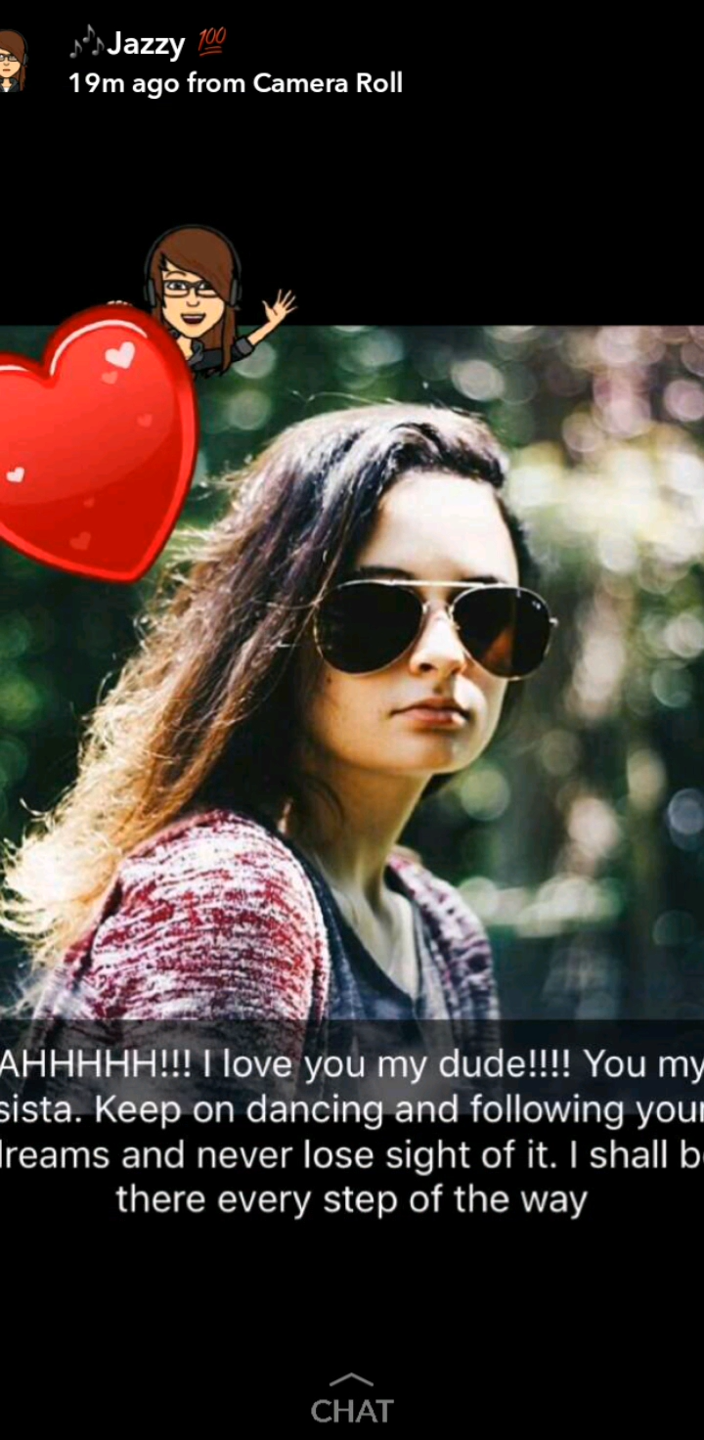 🎶Jazzy 💯
19m ago from Camera Roll
AHHHHH!!! I love you my dude!!!! You my
sista. Keep on dancing and following your
dreams and never lose sight of it. I shall be
there every step of the way
CHAT